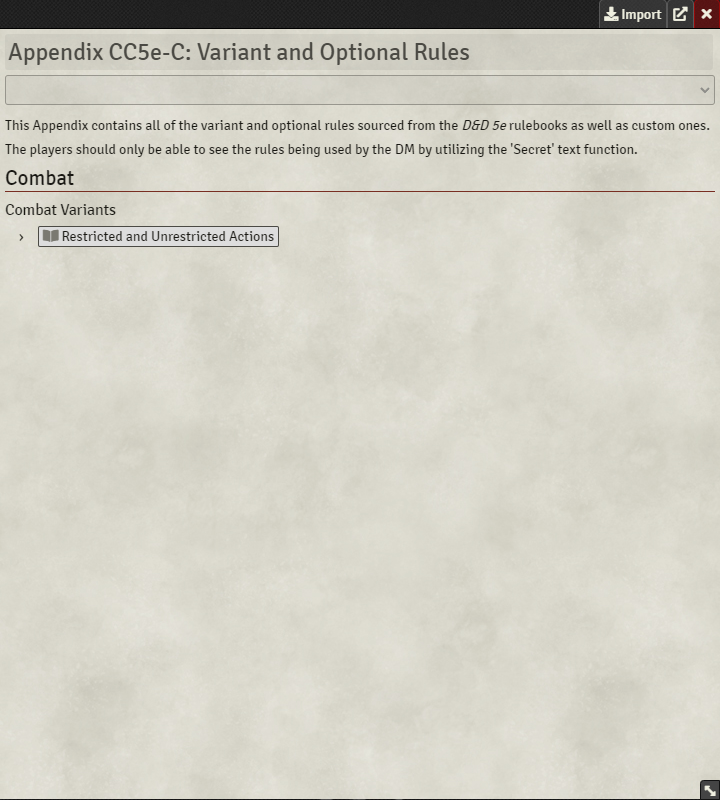 Import
Appendix CC5e-C: Variant and Optional Rules
This Appendix contains all of the variant and optional rules sourced from the D&D 5e rulebooks as well as custom ones.
The players should only be able to see the rules being used by the DM by utilizing the 'Secret' text function.
Combat
Combat Variants
› Restricted and Unrestricted Actions